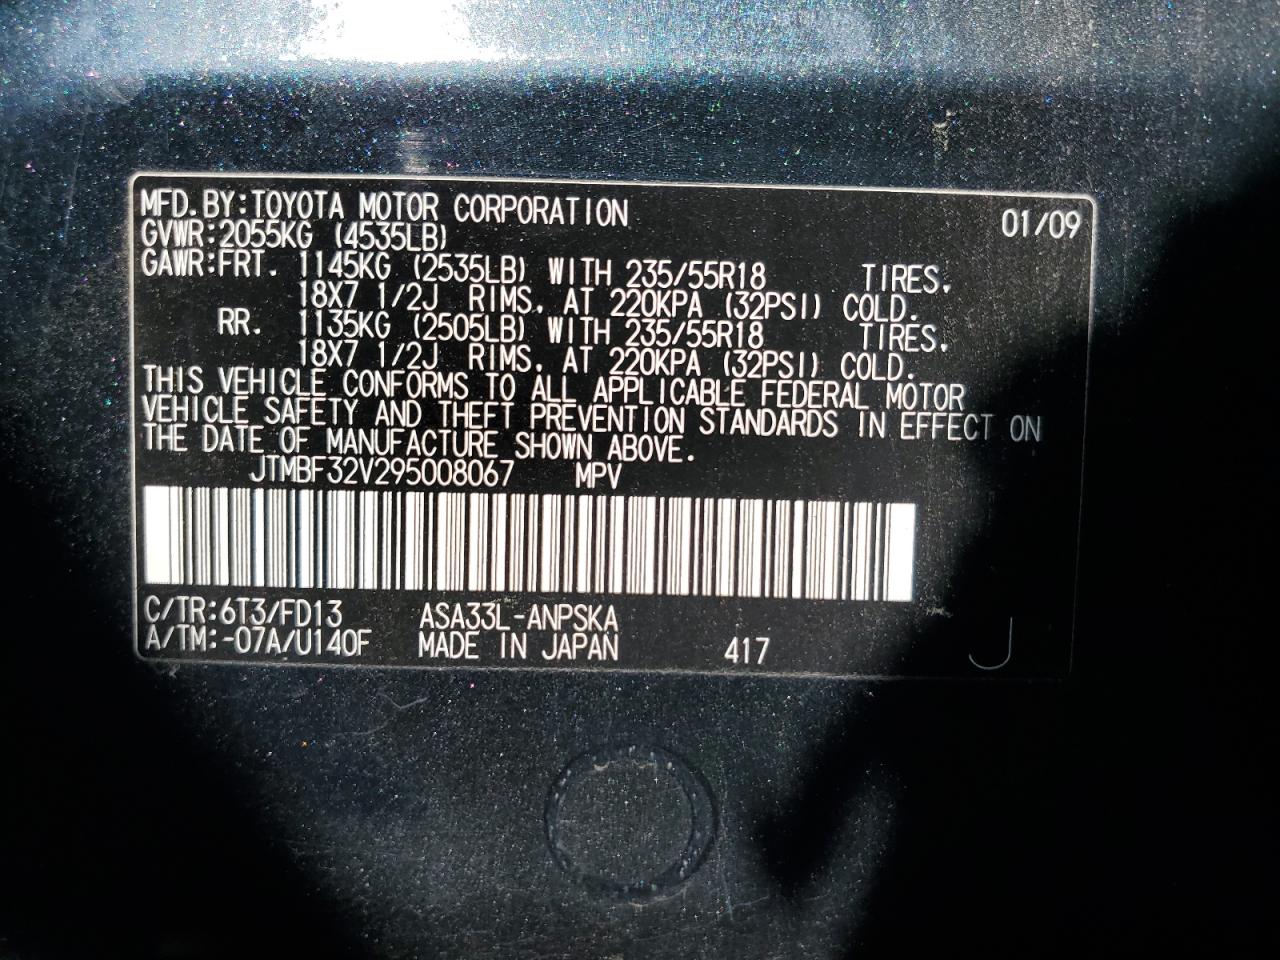 MFD.BY:TOYOTA MOTOR CORPORATION 01/09
GVWR:2055KG (4535LB)
GAWR:FRT. 1145KG (2535LB) WITH 235/55R18 TIRES.
18X7 1/2J RIMS, AT 220KPA (32PSI) COLD.
RR. 1135KG (2505LB) WITH 235/55R18 TIRES.
18X7 1/2J RIMS, AT 220KPA (32PSI) COLD.
THIS VEHICLE CONFORMS TO ALL APPLICABLE FEDERAL MOTOR
VEHICLE SAFETY AND THEFT PREVENTION STANDARDS IN EFFECT ON
THE DATE OF MANUFACTURE SHOWN ABOVE.
JTMBF32V295008067 MPV
C/TR:6T3/FD13 ASA33L-ANPSKA
A/TM:-07A/U140F MADE IN JAPAN 417 J